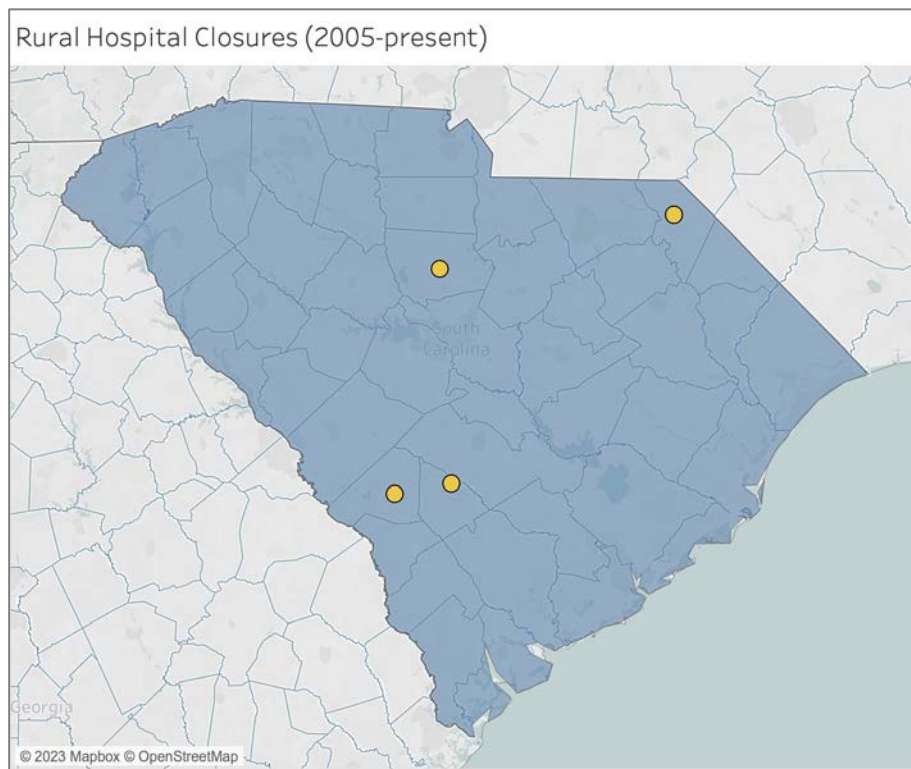 Rural Hospital Closures (2005-present)
South
Carolina
Georgia
© 2023 Mapbox © OpenStreetMap